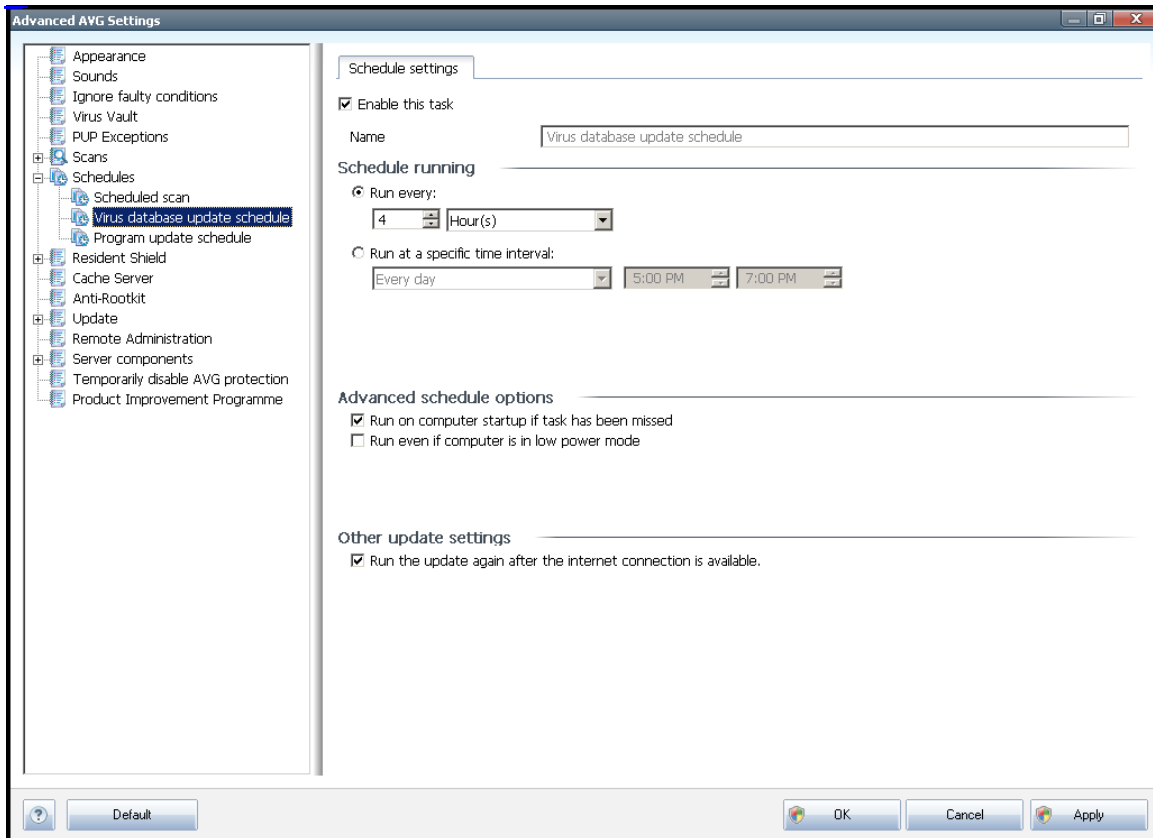 Advanced AVG Settings
Appearance
Sounds
Ignore faulty conditions
Virus Vault
PUP Exceptions
Scans
Schedules
Scheduled scan
Virus database update schedule
Program update schedule
Resident Shield
Cache Server
Anti-Rootkit
Update
Remote Administration
Server components
Temporarily disable AVG protection
Product Improvement Programme
Schedule settings
Enable this task
Name Virus database update schedule
Schedule running
Run every:
4 Hour(s)
Run at a specific time interval:
Every day 5:00 PM 7:00 PM
Advanced schedule options
Run on computer startup if task has been missed
Run even if computer is in low power mode
Other update settings
Run the update again after the internet connection is available.
? Default OK Cancel Apply